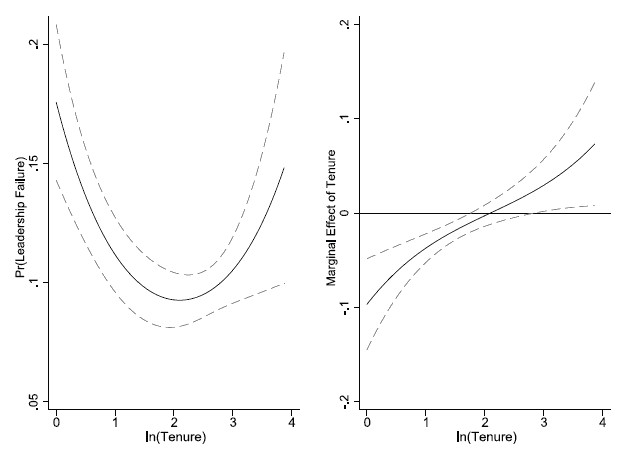 Pr(Leadership Failure)
.2
.15
.1
.05
0 1 2 3 4
ln(Tenure)
Marginal Effect of Tenure
.2
.1
0
-.1
-.2
0 1 2 3 4
ln(Tenure)